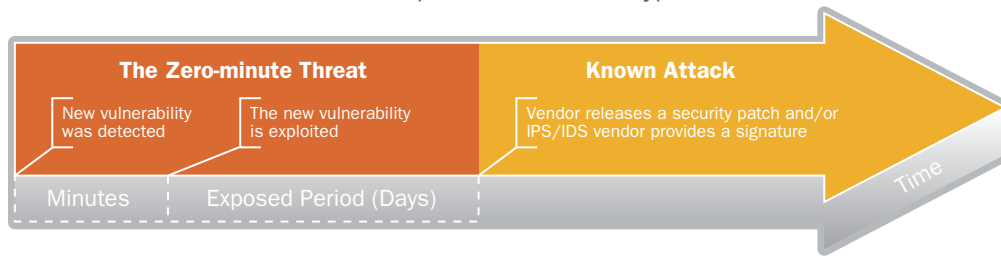 The Zero-minute Threat
Known Attack
New vulnerability
was detected
The new vulnerability
is exploited
Vendor releases a security patch and/or
IPS/IDS vendor provides a signature
Minutes
Exposed Period (Days)
Time